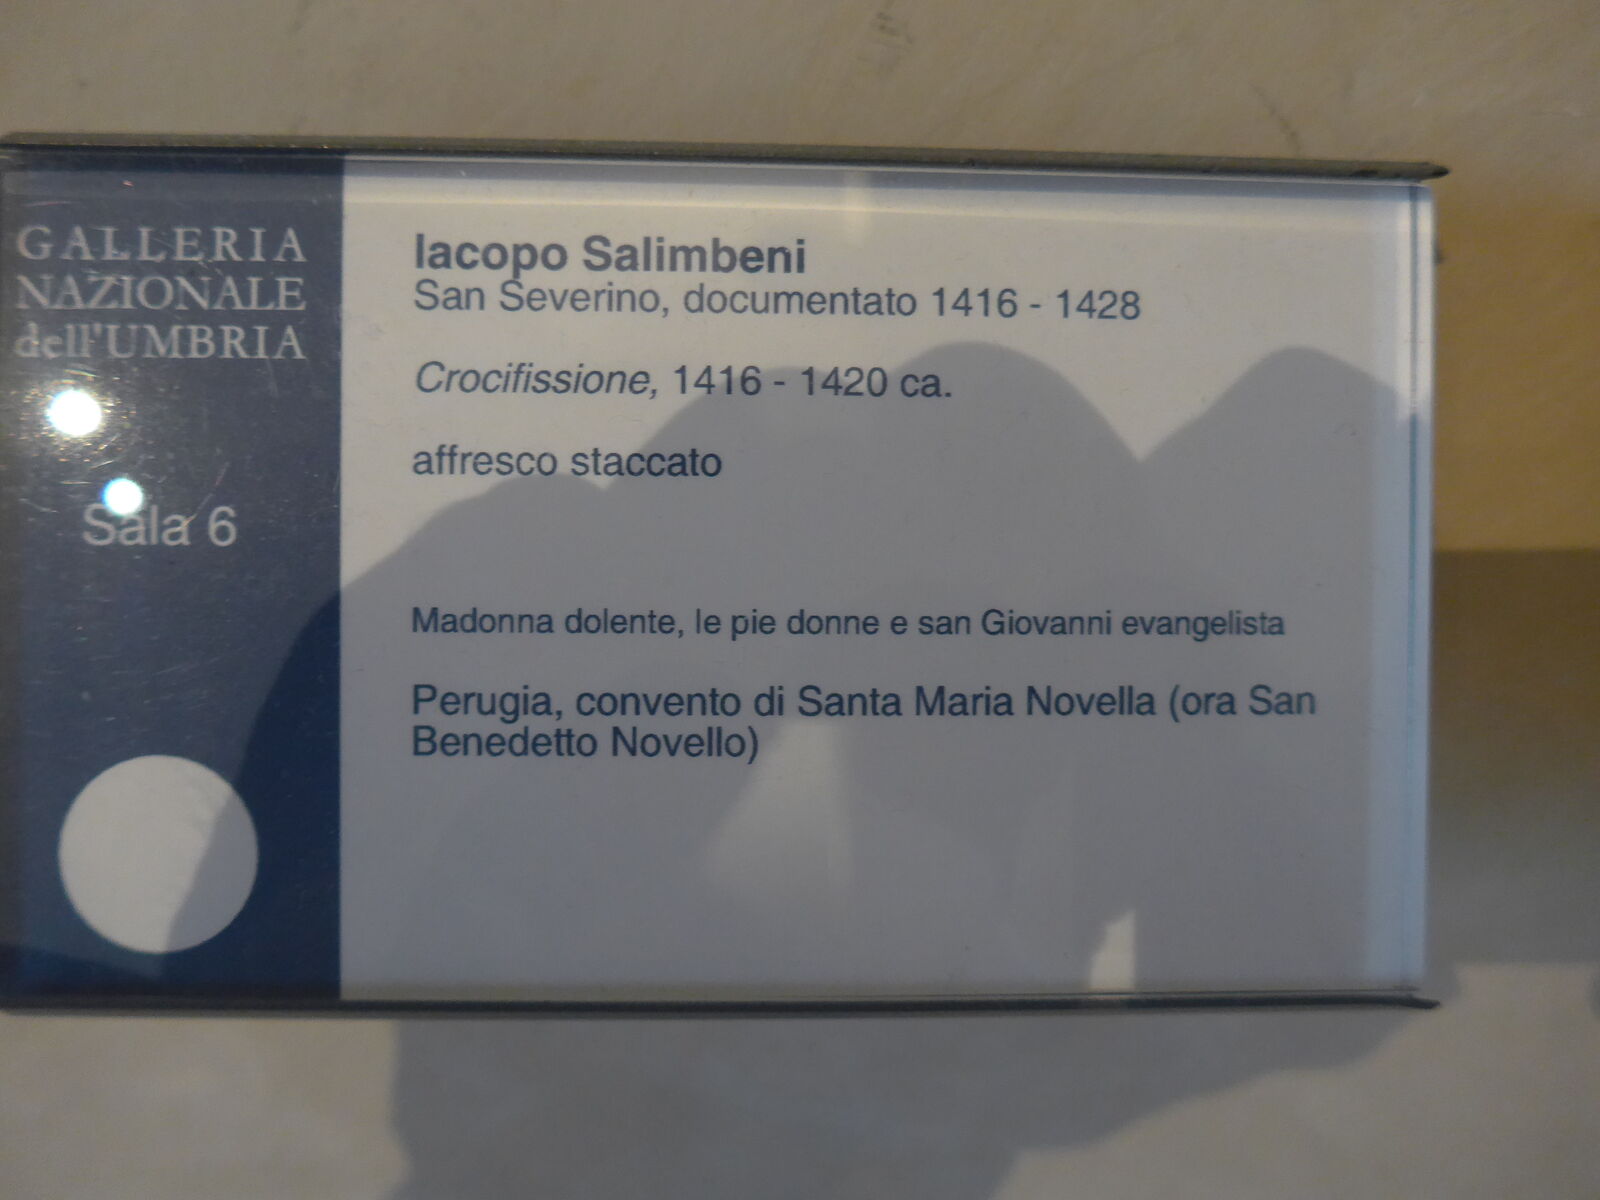 GALLERIA
NAZIONALE
dell'UMBRIA
Sala 6
Iacopo Salimbeni
San Severino, documentato 1416 - 1428
Crocifissione, 1416 - 1420 ca.
affresco staccato
Madonna dolente, le pie donne e san Giovanni evangelista
Perugia, convento di Santa Maria Novella (ora San
Benedetto Novello)